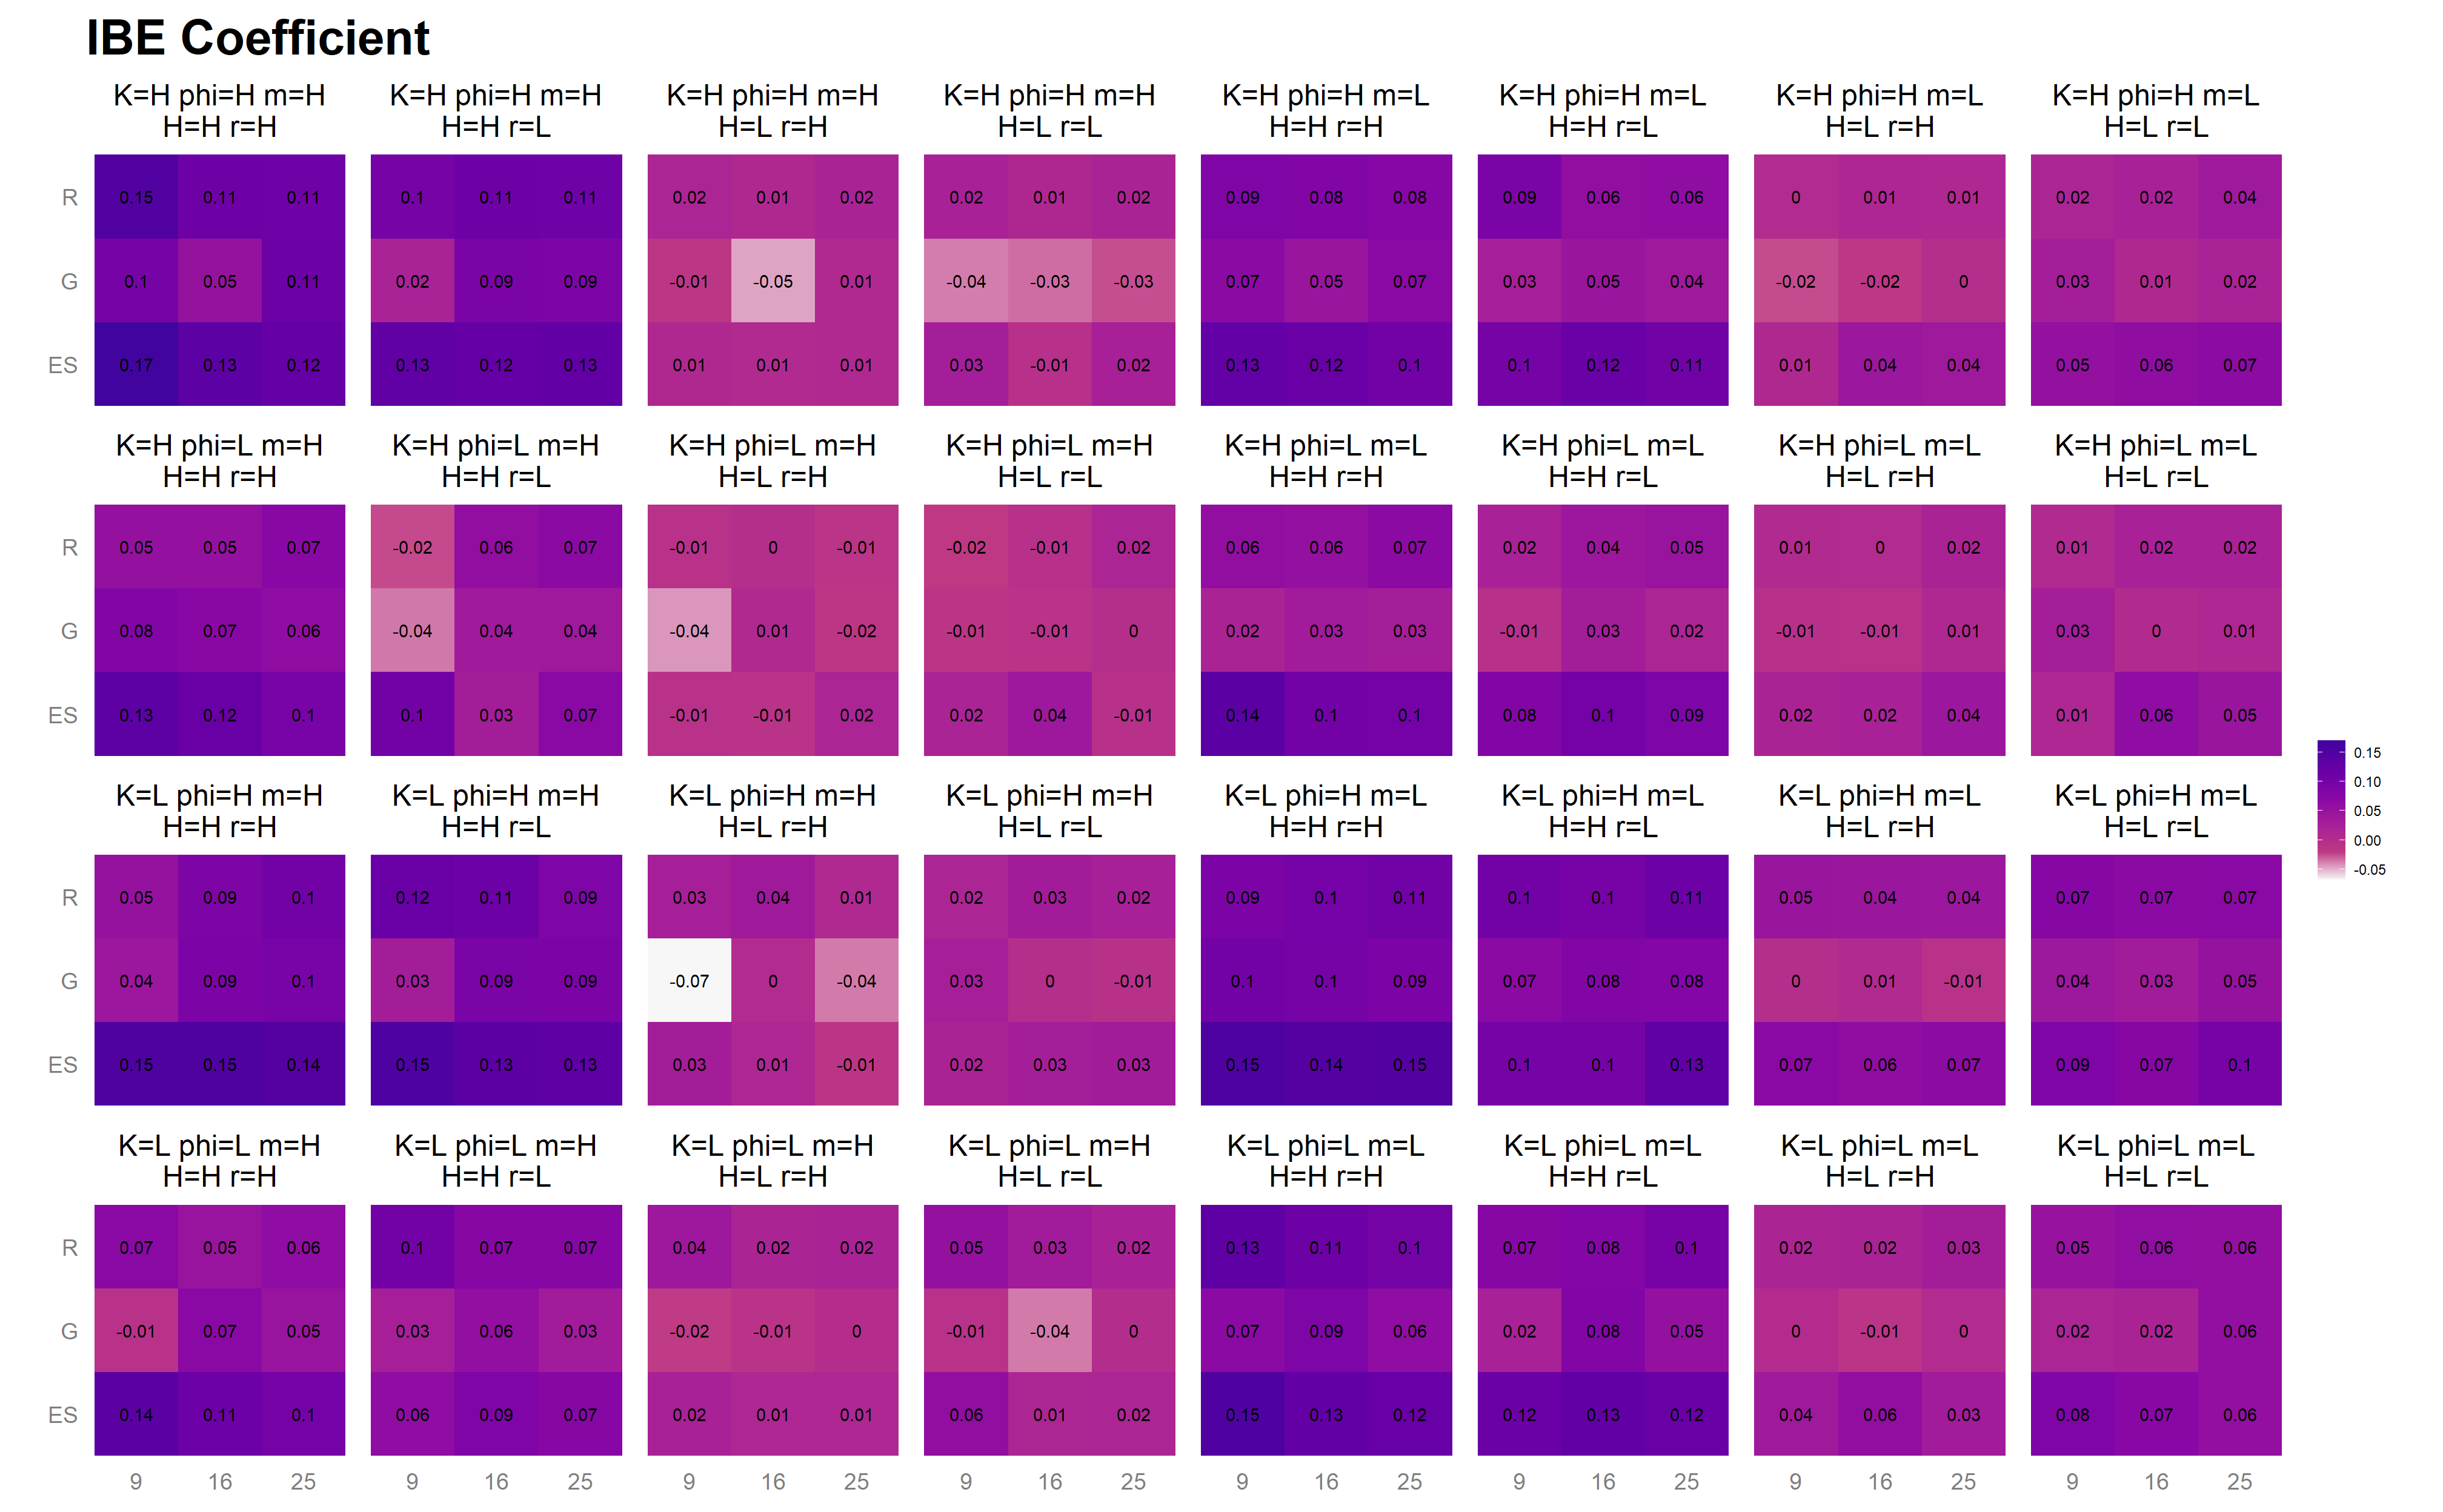 IBE Coefficient
K=H phi=H m=H K=H phi=H m=H K=H phi=H m=H K=H phi=H m=H K=H phi=H m=L K=H phi=H m=L K=H phi=H m=L K=H phi=H m=L
H=H r=H H=H r=L H=L r=H H=L r=L H=H r=H H=H r=L H=L r=H H=L r=L
R 0.15 0.11 0.11 0.1 0.11 0.11 0.02 0.01 0.02 0.02 0.01 0.02 0.09 0.08 0.08 0.09 0.06 0.06 0 0.01 0.01 0.02 0.02 0.04
G 0.1 0.05 0.11 0.02 0.09 0.09 -0.01 -0.05 0.01 -0.04 -0.03 -0.03 0.07 0.05 0.07 0.03 0.05 0.04 -0.02 -0.02 0 0.03 0.01 0.02
ES 0.17 0.13 0.12 0.13 0.12 0.13 0.01 0.01 0.01 0.03 -0.01 0.02 0.13 0.12 0.1 0.1 0.12 0.11 0.01 0.04 0.04 0.05 0.06 0.07
K=H phi=L m=H K=H phi=L m=H K=H phi=L m=H K=H phi=L m=H K=H phi=L m=L K=H phi=L m=L K=H phi=L m=L K=H phi=L m=L
H=H r=H H=H r=L H=L r=H H=L r=L H=H r=H H=H r=L H=L r=H H=L r=L
R 0.05 0.05 0.07 -0.02 0.06 0.07 -0.01 0 -0.01 -0.02 -0.01 0.02 0.06 0.06 0.07 0.02 0.04 0.05 0.01 0 0.02 0.01 0.02 0.02
G 0.08 0.07 0.06 -0.04 0.04 0.04 -0.04 0.01 -0.02 -0.01 -0.01 0 0.02 0.03 0.03 -0.01 0.03 0.02 -0.01 -0.01 0.01 0.03 0 0.01
ES 0.13 0.12 0.1 0.1 0.03 0.07 -0.01 -0.01 0.02 0.02 0.04 -0.01 0.14 0.1 0.1 0.08 0.1 0.09 0.02 0.02 0.04 0.01 0.06 0.05
0.15
0.10
0.05
0.00
-0.05
K=L phi=H m=H K=L phi=H m=H K=L phi=H m=H K=L phi=H m=H K=L phi=H m=L K=L phi=H m=L K=L phi=H m=L K=L phi=H m=L
H=H r=H H=H r=L H=L r=H H=L r=L H=H r=H H=H r=L H=L r=H H=L r=L
R 0.05 0.09 0.1 0.12 0.11 0.09 0.03 0.04 0.01 0.02 0.03 0.02 0.09 0.1 0.11 0.1 0.1 0.11 0.05 0.04 0.04 0.07 0.07 0.07
G 0.04 0.09 0.1 0.03 0.09 0.09 -0.07 0 -0.04 0.03 0 -0.01 0.1 0.1 0.09 0.07 0.08 0.08 0 0.01 -0.01 0.04 0.03 0.05
ES 0.15 0.15 0.14 0.15 0.13 0.13 0.03 0.01 -0.01 0.02 0.03 0.03 0.15 0.14 0.15 0.1 0.1 0.13 0.07 0.06 0.07 0.09 0.07 0.1
K=L phi=L m=H K=L phi=L m=H K=L phi=L m=H K=L phi=L m=H K=L phi=L m=L K=L phi=L m=L K=L phi=L m=L K=L phi=L m=L
H=H r=H H=H r=L H=L r=H H=L r=L H=H r=H H=H r=L H=L r=H H=L r=L
R 0.07 0.05 0.06 0.1 0.07 0.07 0.04 0.02 0.02 0.05 0.03 0.02 0.13 0.11 0.1 0.07 0.08 0.1 0.02 0.02 0.03 0.05 0.06 0.06
G -0.01 0.07 0.05 0.03 0.06 0.03 -0.02 -0.01 0 -0.01 -0.04 0 0.07 0.09 0.06 0.02 0.08 0.05 0 -0.01 0 0.02 0.02 0.06
ES 0.14 0.11 0.1 0.06 0.09 0.07 0.02 0.01 0.01 0.06 0.01 0.02 0.15 0.13 0.12 0.12 0.13 0.12 0.04 0.06 0.03 0.08 0.07 0.06
9 16 25 9 16 25 9 16 25 9 16 25 9 16 25 9 16 25 9 16 25 9 16 25